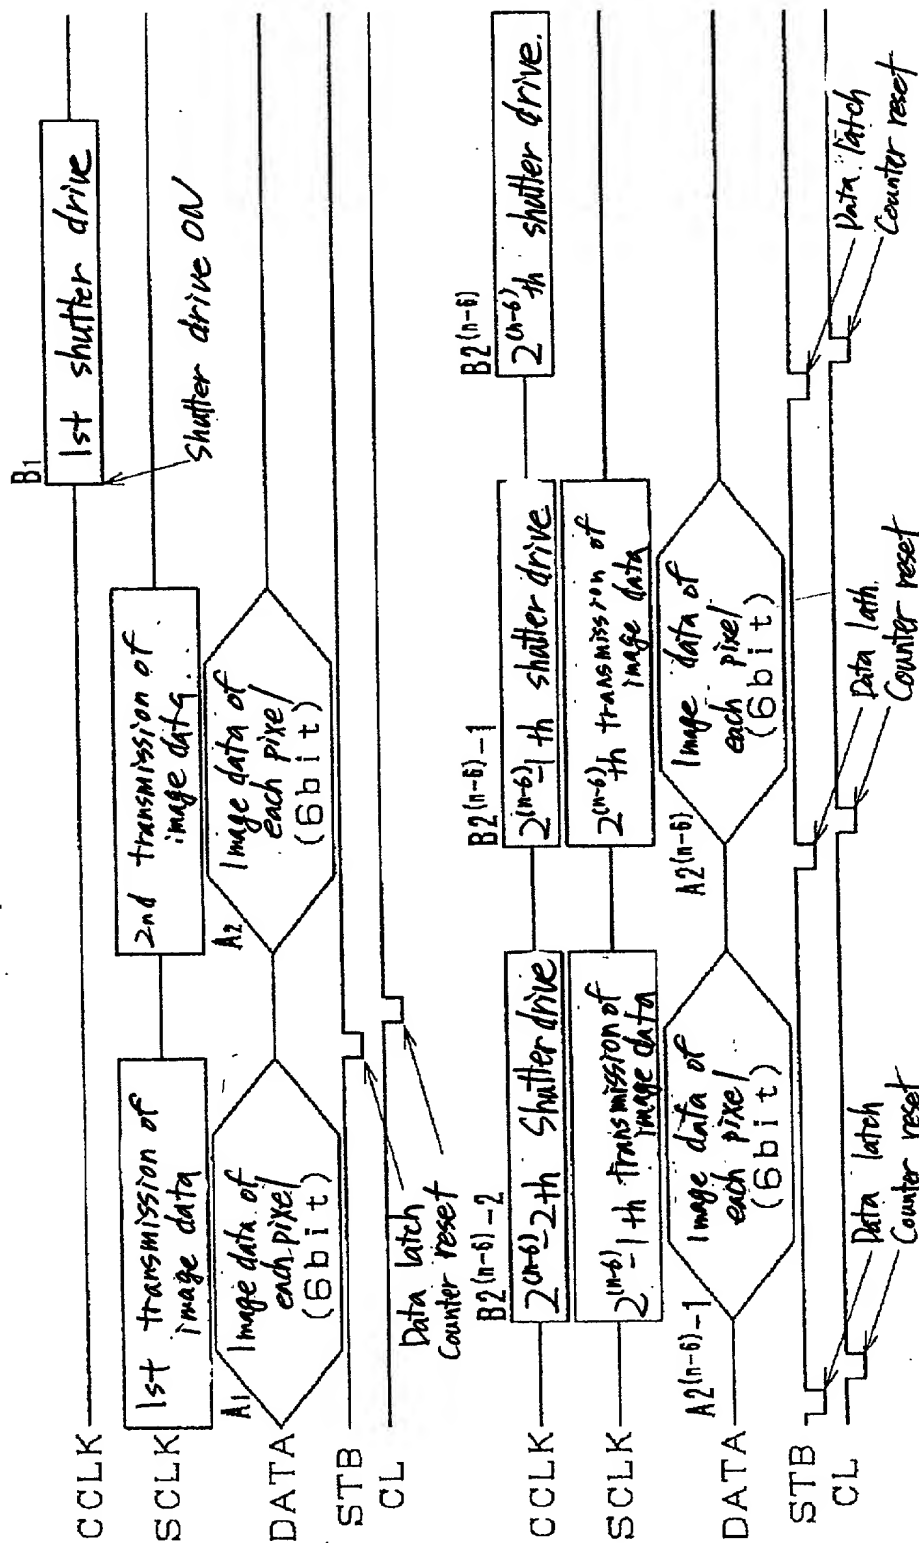 CCLK
B1
1st shutter drive
Shutter drive ON
SCLK
1st transmission of
image data
2nd transmission of
image data.
DATA
A1
Image data of
each pixel
(6bit)
A2
Image data of
each pixel
(6bit)
STB
CL
Data latch
Counter reset
CCLK
B2(n-6)-2
2(n-6)-2th Shutter drive
B2(n-6)-1
2(n-6)-1 th shutter drive.
B2(n-6)
2(n-6)th shutter drive.
SCLK
2(n-6)-1 th transmission of
image data
2(n-6)th transmission of
image data
DATA
A2(n-6)-1
Image data of
each pixel
(6bit)
A2(n-6)
Image data of
each pixel
(6bit)
STB
CL
Data latch
Counter reset
Data lath.
Counter reset
Data latch
Counter reset